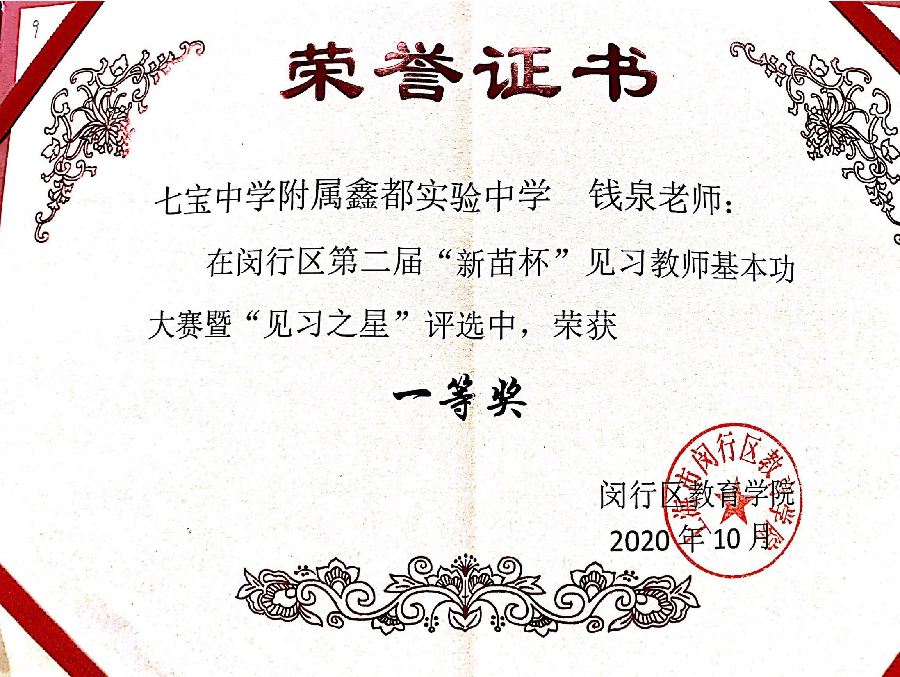 9
荣誉证书
七宝中学附属鑫都实验中学 钱泉老师：
在闵行区第二届“新苗杯”见习教师基本功
大赛暨“见习之星”评选中，荣获
一等奖
上海市闵行区教育学院
闵行区教育学院
2020 年 10 月